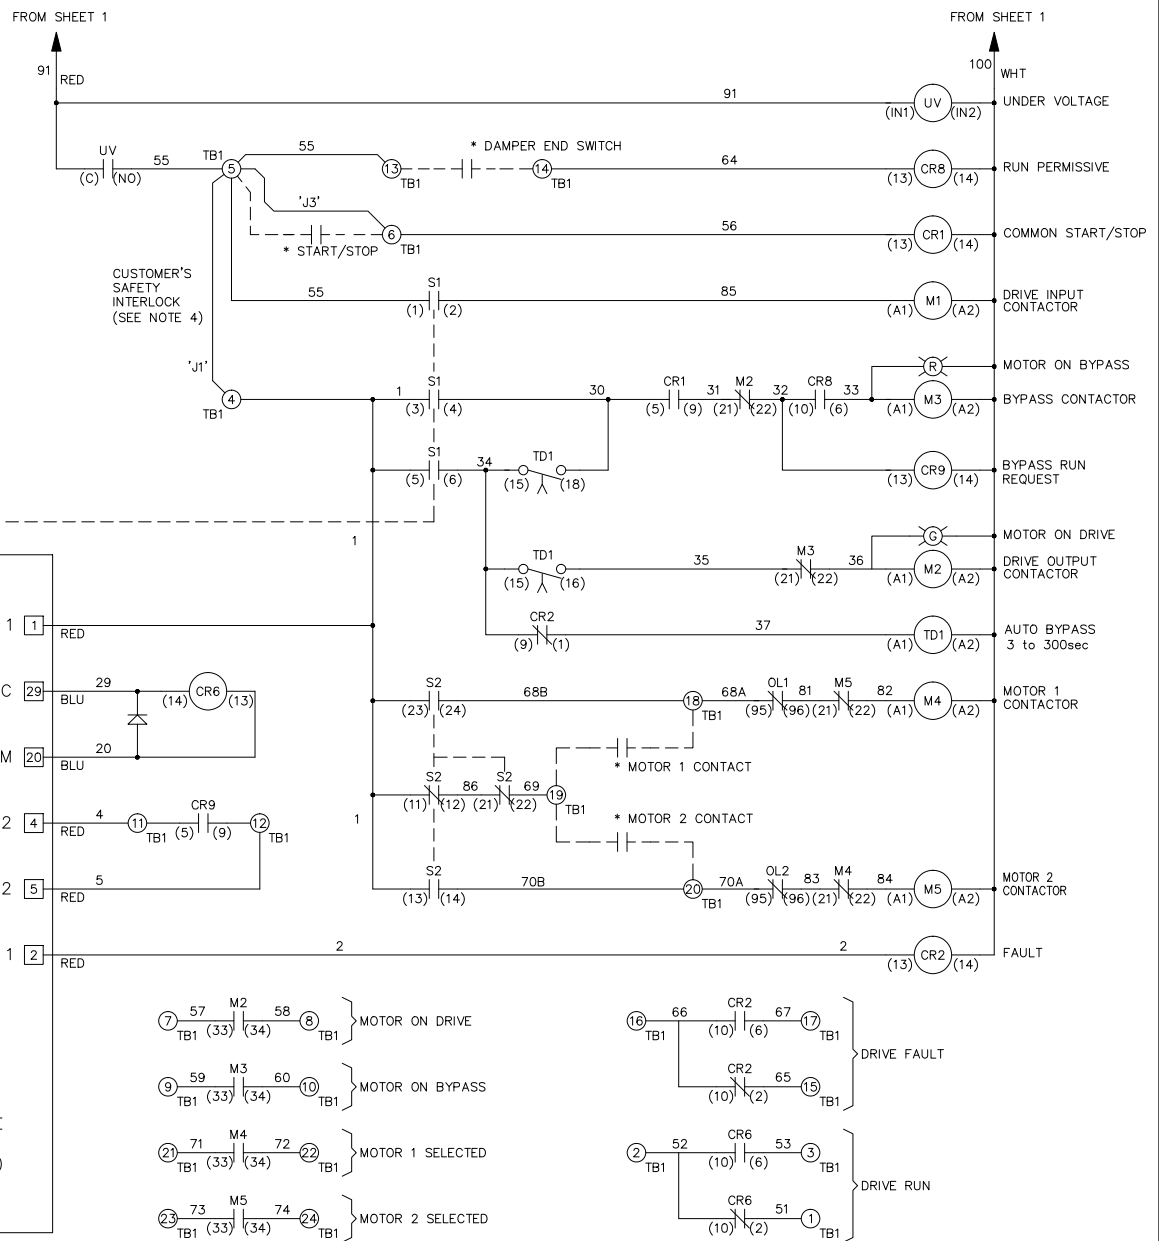 FROM SHEET 1
FROM SHEET 1
91 RED
100 WHT
91 (IN1) UV (IN2) UNDER VOLTAGE
UV 55 TB1 5 55 13 TB1 * DAMPER END SWITCH 14 TB1 64 CR8 RUN PERMISSIVE
(C) (NO) (13) (14)
'J3'
* START/STOP 6 TB1 56 (13) CR1 (14) COMMON START/STOP
CUSTOMER'S
SAFETY
INTERLOCK
(SEE NOTE 4)
55 S1 (1) (2) 85 (A1) M1 (A2) DRIVE INPUT
CONTACTOR
R MOTOR ON BYPASS
'J1'
4 TB1 1 S1 (3) (4) 30 CR1 (5) (9) 31 M2 (21) (22) 32 CR8 (10) (6) 33 (A1) M3 (A2) BYPASS CONTACTOR
S1 (5) (6) 34 TD1 (15) (18) (13) CR9 (14) BYPASS RUN
REQUEST
1
G MOTOR ON DRIVE
TD1 (15) (16) 35 M3 (21) (22) 36 (A1) M2 (A2) DRIVE OUTPUT
CONTACTOR
1 1 RED
CR2 (9) (1) 37 (A1) TD1 (A2) AUTO BYPASS
3 to 300sec
C 29 BLU 29 (14) CR6 (13)
S2 (23) (24) 68B 18 TB1 68A OL1 (95) (96) 81 M5 (21) (22) 82 (A1) M4 (A2) MOTOR 1
CONTACTOR
M 20 BLU 20
* MOTOR 1 CONTACT
S2 (11) (12) 86 S2 (21) (22) 69 19 TB1
1
* MOTOR 2 CONTACT
2 4 RED 4 11 TB1 CR9 (5) (9) 12 TB1
2 5 RED 5
S2 (13) (14) 70B 20 TB1 70A OL2 (95) (96) 83 M4 (21) (22) 84 (A1) M5 (A2) MOTOR 2
CONTACTOR
1 2 RED 2 2 (13) CR2 (14) FAULT
7 TB1 57 M2 (33) (34) 58 8 TB1 MOTOR ON DRIVE
9 TB1 59 M3 (33) (34) 60 10 TB1 MOTOR ON BYPASS
21 TB1 71 M4 (33) (34) 72 22 TB1 MOTOR 1 SELECTED
23 TB1 73 M5 (33) (34) 74 24 TB1 MOTOR 2 SELECTED
16 TB1 66 CR2 (10) (6) 67 17 TB1
DRIVE FAULT
CR2 (10) (2) 65 15 TB1
2 TB1 52 CR6 (10) (6) 53 3 TB1
DRIVE RUN
CR6 (10) (2) 51 1 TB1
)